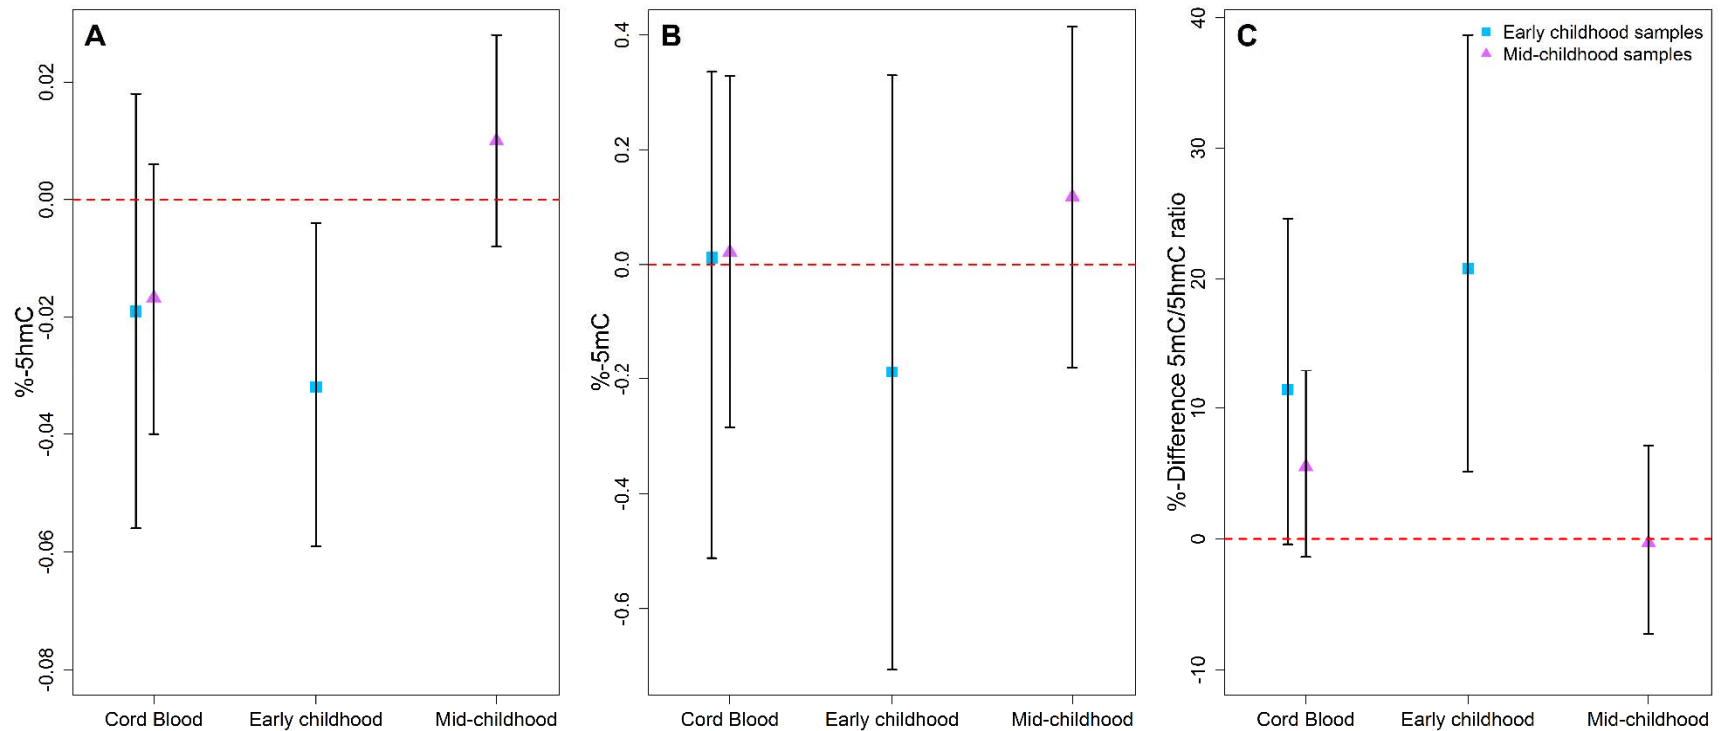 A
%-5hmC
0.02
0.00
-0.02
-0.04
-0.06
-0.08
Cord Blood Early childhood Mid-childhood
B
%-5mC
0.4
0.2
0.0
-0.2
-0.4
-0.6
Cord Blood Early childhood Mid-childhood
C
Early childhood samples
Mid-childhood samples
%-Difference 5mC/5hmC ratio
40
30
20
10
0
-10
Cord Blood Early childhood Mid-childhood